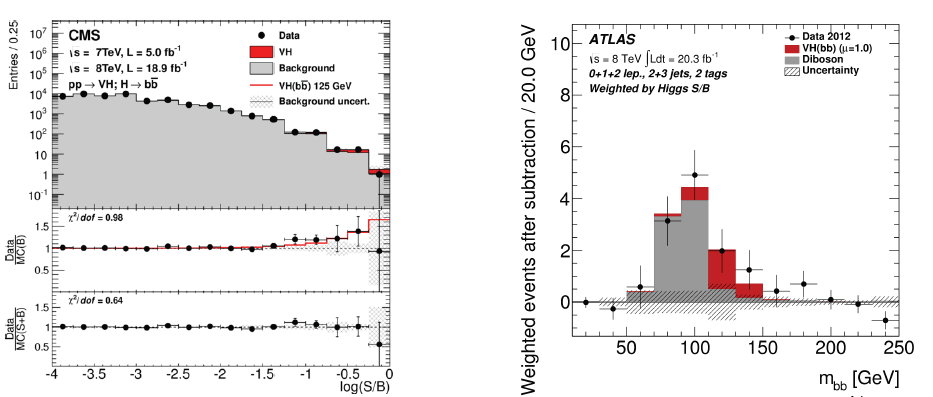 Entries / 0.25
CMS
√s = 7TeV, L = 5.0 fb⁻¹
√s = 8TeV, L = 18.9 fb⁻¹
pp → VH; H → bb̅
Data
VH
Background
VH(bb̅) 125 GeV
Background uncert.
10⁷
10⁶
10⁵
10⁴
10³
10²
10
1
10⁻¹
χ²/ dof = 0.98
Data
MC(B)
1.5
1
0.5
χ²/ dof = 0.64
Data
MC(S+B)
1.5
1
0.5
-4 -3.5 -3 -2.5 -2 -1.5 -1 -0.5 0
log(S/B)
Weighted events after subtraction / 20.0 GeV
ATLAS
√s = 8 TeV ∫Ldt = 20.3 fb⁻¹
0+1+2 lep., 2+3 jets, 2 tags
Weighted by Higgs S/B
Data 2012
VH(bb) (μ=1.0)
Diboson
Uncertainty
10
8
6
4
2
0
50 100 150 200 250
m_bb [GeV]